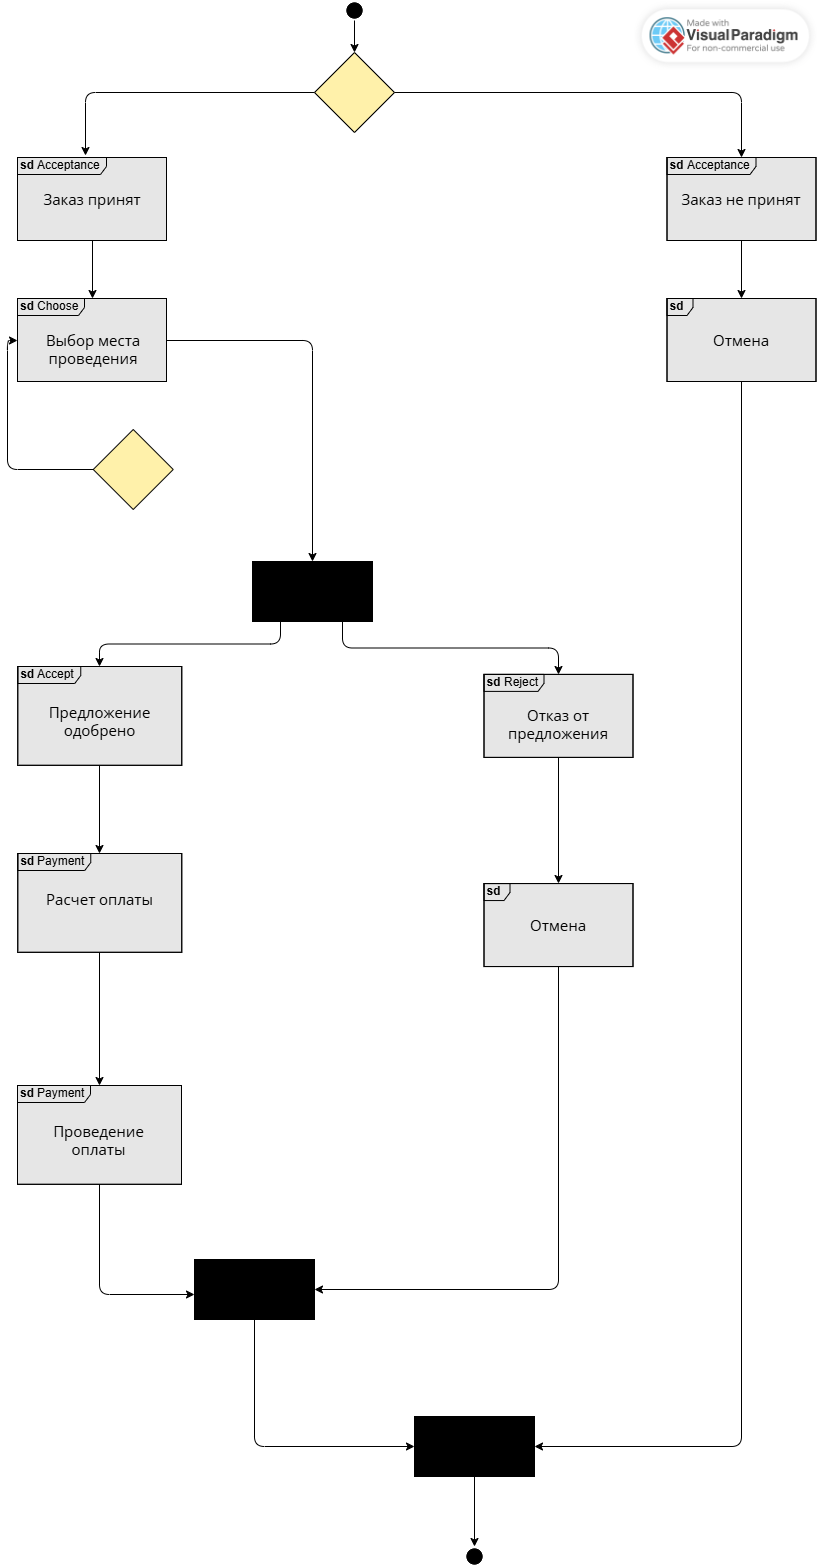 Made with
VisualParadigm
For non-commercial use
sd Acceptance
Заказ принят
sd Acceptance
Заказ не принят
sd Choose
Выбор места
проведения
sd
Отмена
sd Accept
Предложение
одобрено
sd Reject
Отказ от
предложения
sd Payment
Расчет оплаты
sd
Отмена
sd Payment
Проведение
оплаты